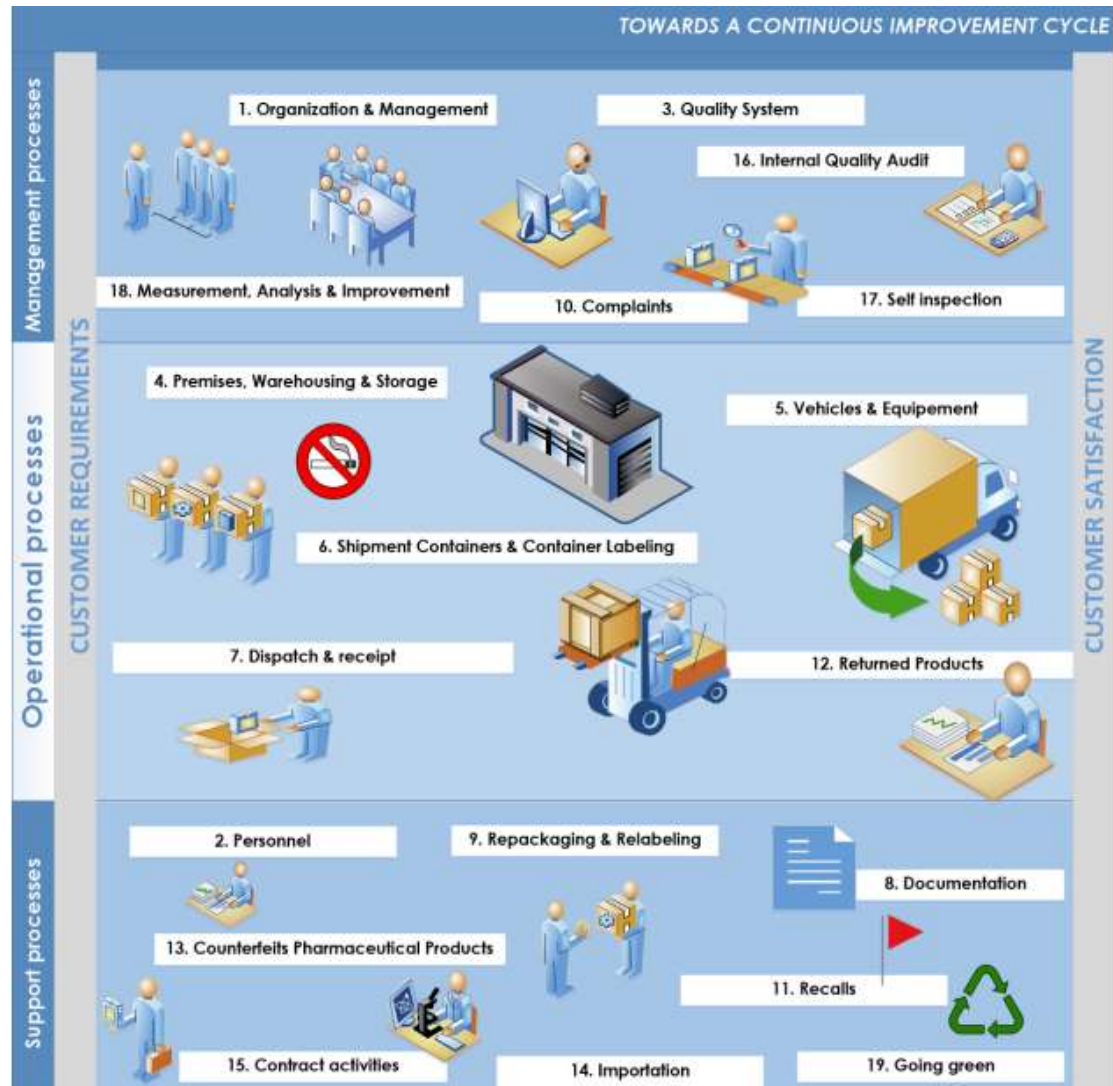 TOWARDS A CONTINUOUS IMPROVEMENT CYCLE
Management processes
CUSTOMER REQUIREMENTS
CUSTOMER SATISFACTION
1. Organization & Management
3. Quality System
16. Internal Quality Audit
18. Measurement, Analysis & Improvement
10. Complaints
17. Self inspection
Operational processes
4. Premises, Warehousing & Storage
5. Vehicles & Equipement
6. Shipment Containers & Container Labeling
7. Dispatch & receipt
12. Returned Products
Support processes
2. Personnel
9. Repackaging & Relabeling
8. Documentation
13. Counterfeits Pharmaceutical Products
11. Recalls
15. Contract activities
14. Importation
19. Going green